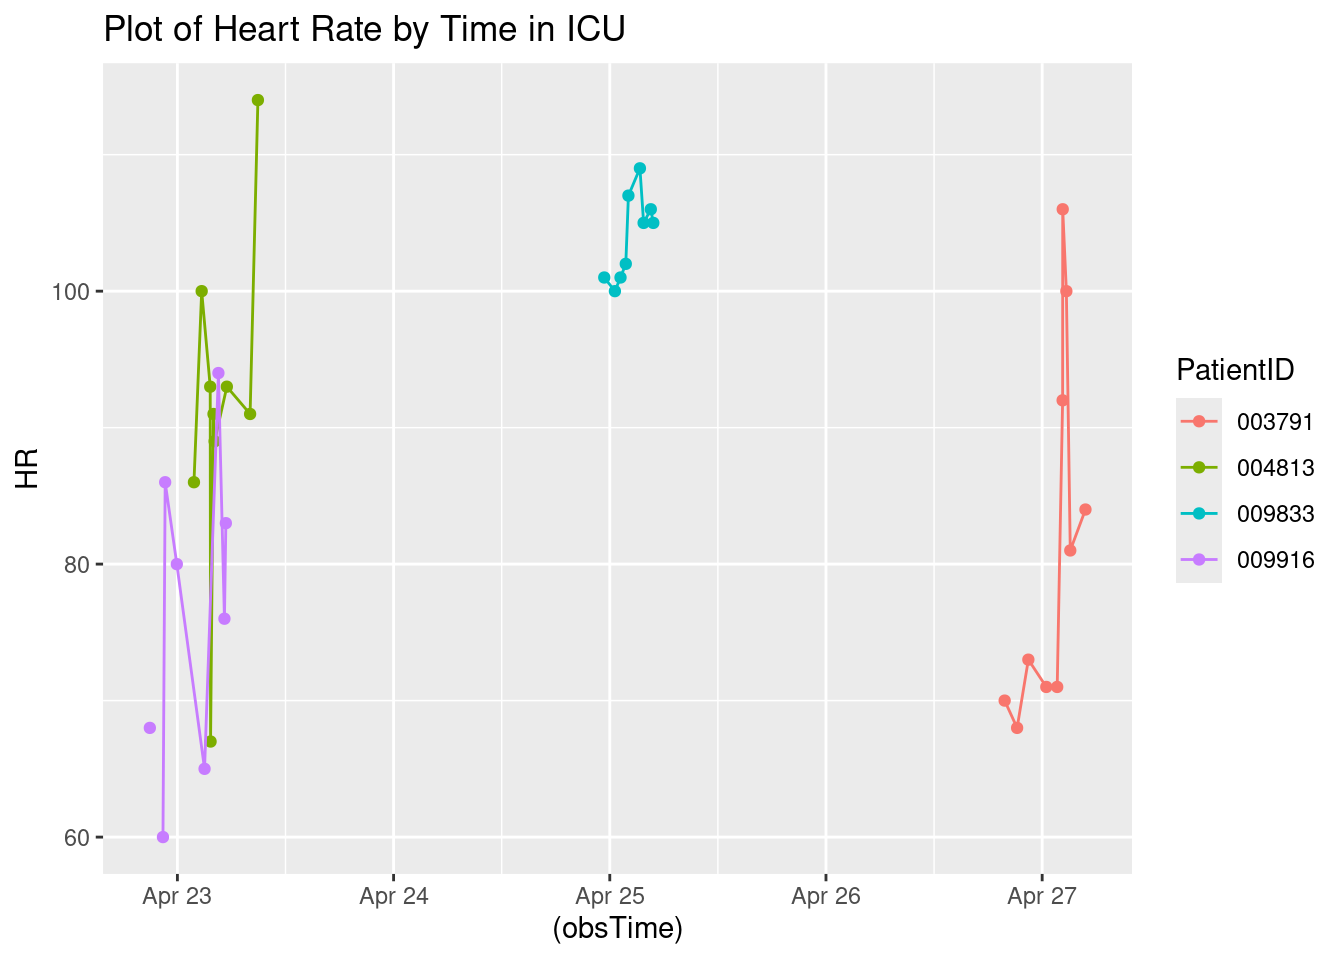 Plot of Heart Rate by Time in ICU
HR
100
80
60
Apr 23
Apr 24
Apr 25
Apr 26
Apr 27
(obsTime)
PatientID
003791
004813
009833
009916